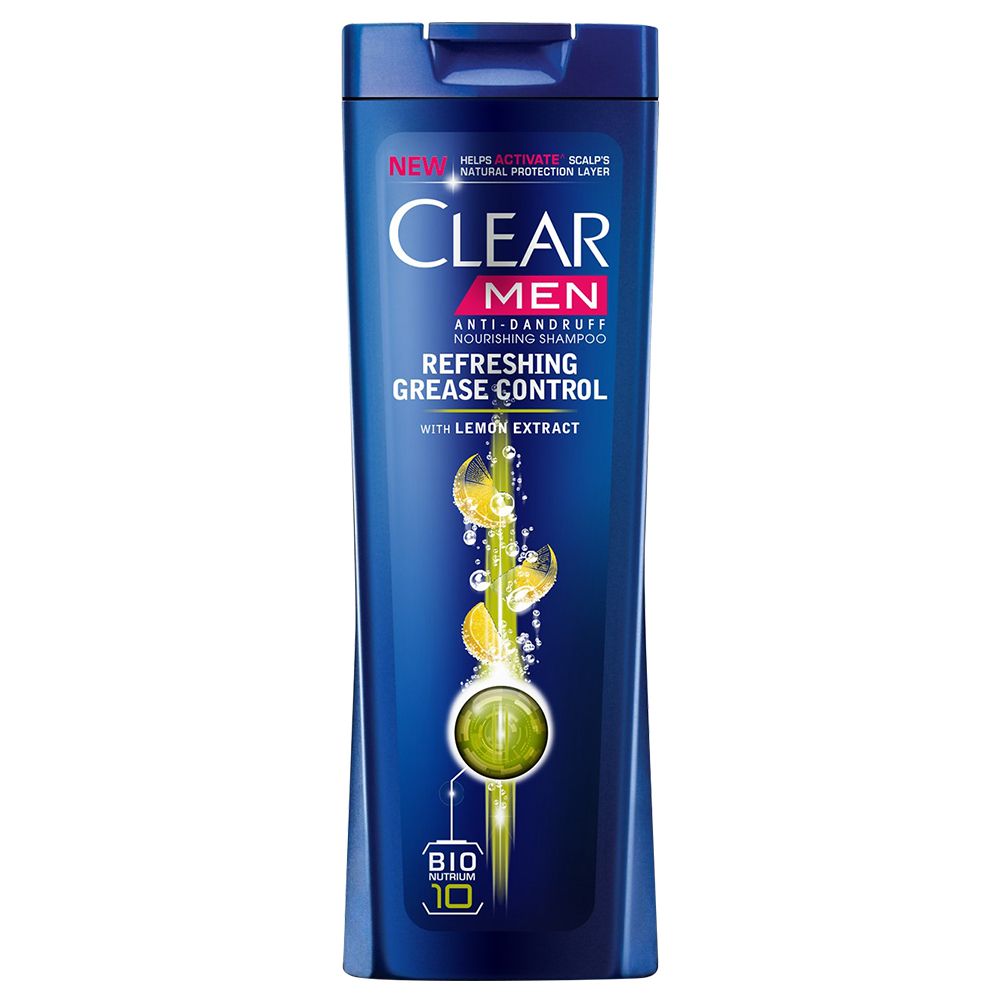 NEW
HELPS ACTIVATE^ SCALP'S
NATURAL PROTECTION LAYER
CLEAR
MEN
ANTI-DANDRUFF
NOURISHING SHAMPOO
REFRESHING
GREASE CONTROL
WITH LEMON EXTRACT
BIO
NUTRIUM
10